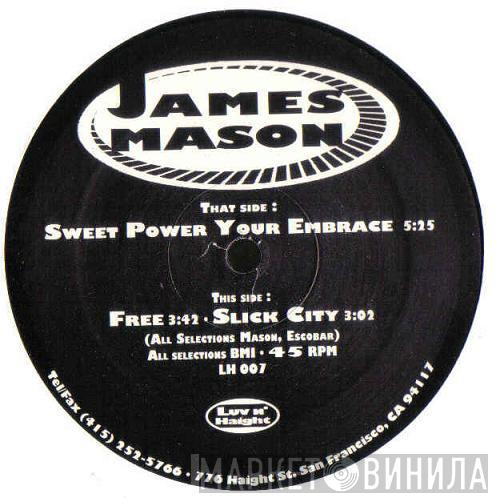 JAMES
MASON
THAT SIDE :
SWEET POWER YOUR EMBRACE 5:25
THIS SIDE :
FREE 3:42 · SLICK CITY 3:02
(ALL SELECTIONS MASON, ESCOBAR)
ALL SELECTIONS BMI · 45 RPM
LH 007
LUV N'
HAIGHT
Tel/Fax (415) 252-5766 · 776 Haight St. San Francisco, CA 94117
МАРКЕТ ВИНИЛА